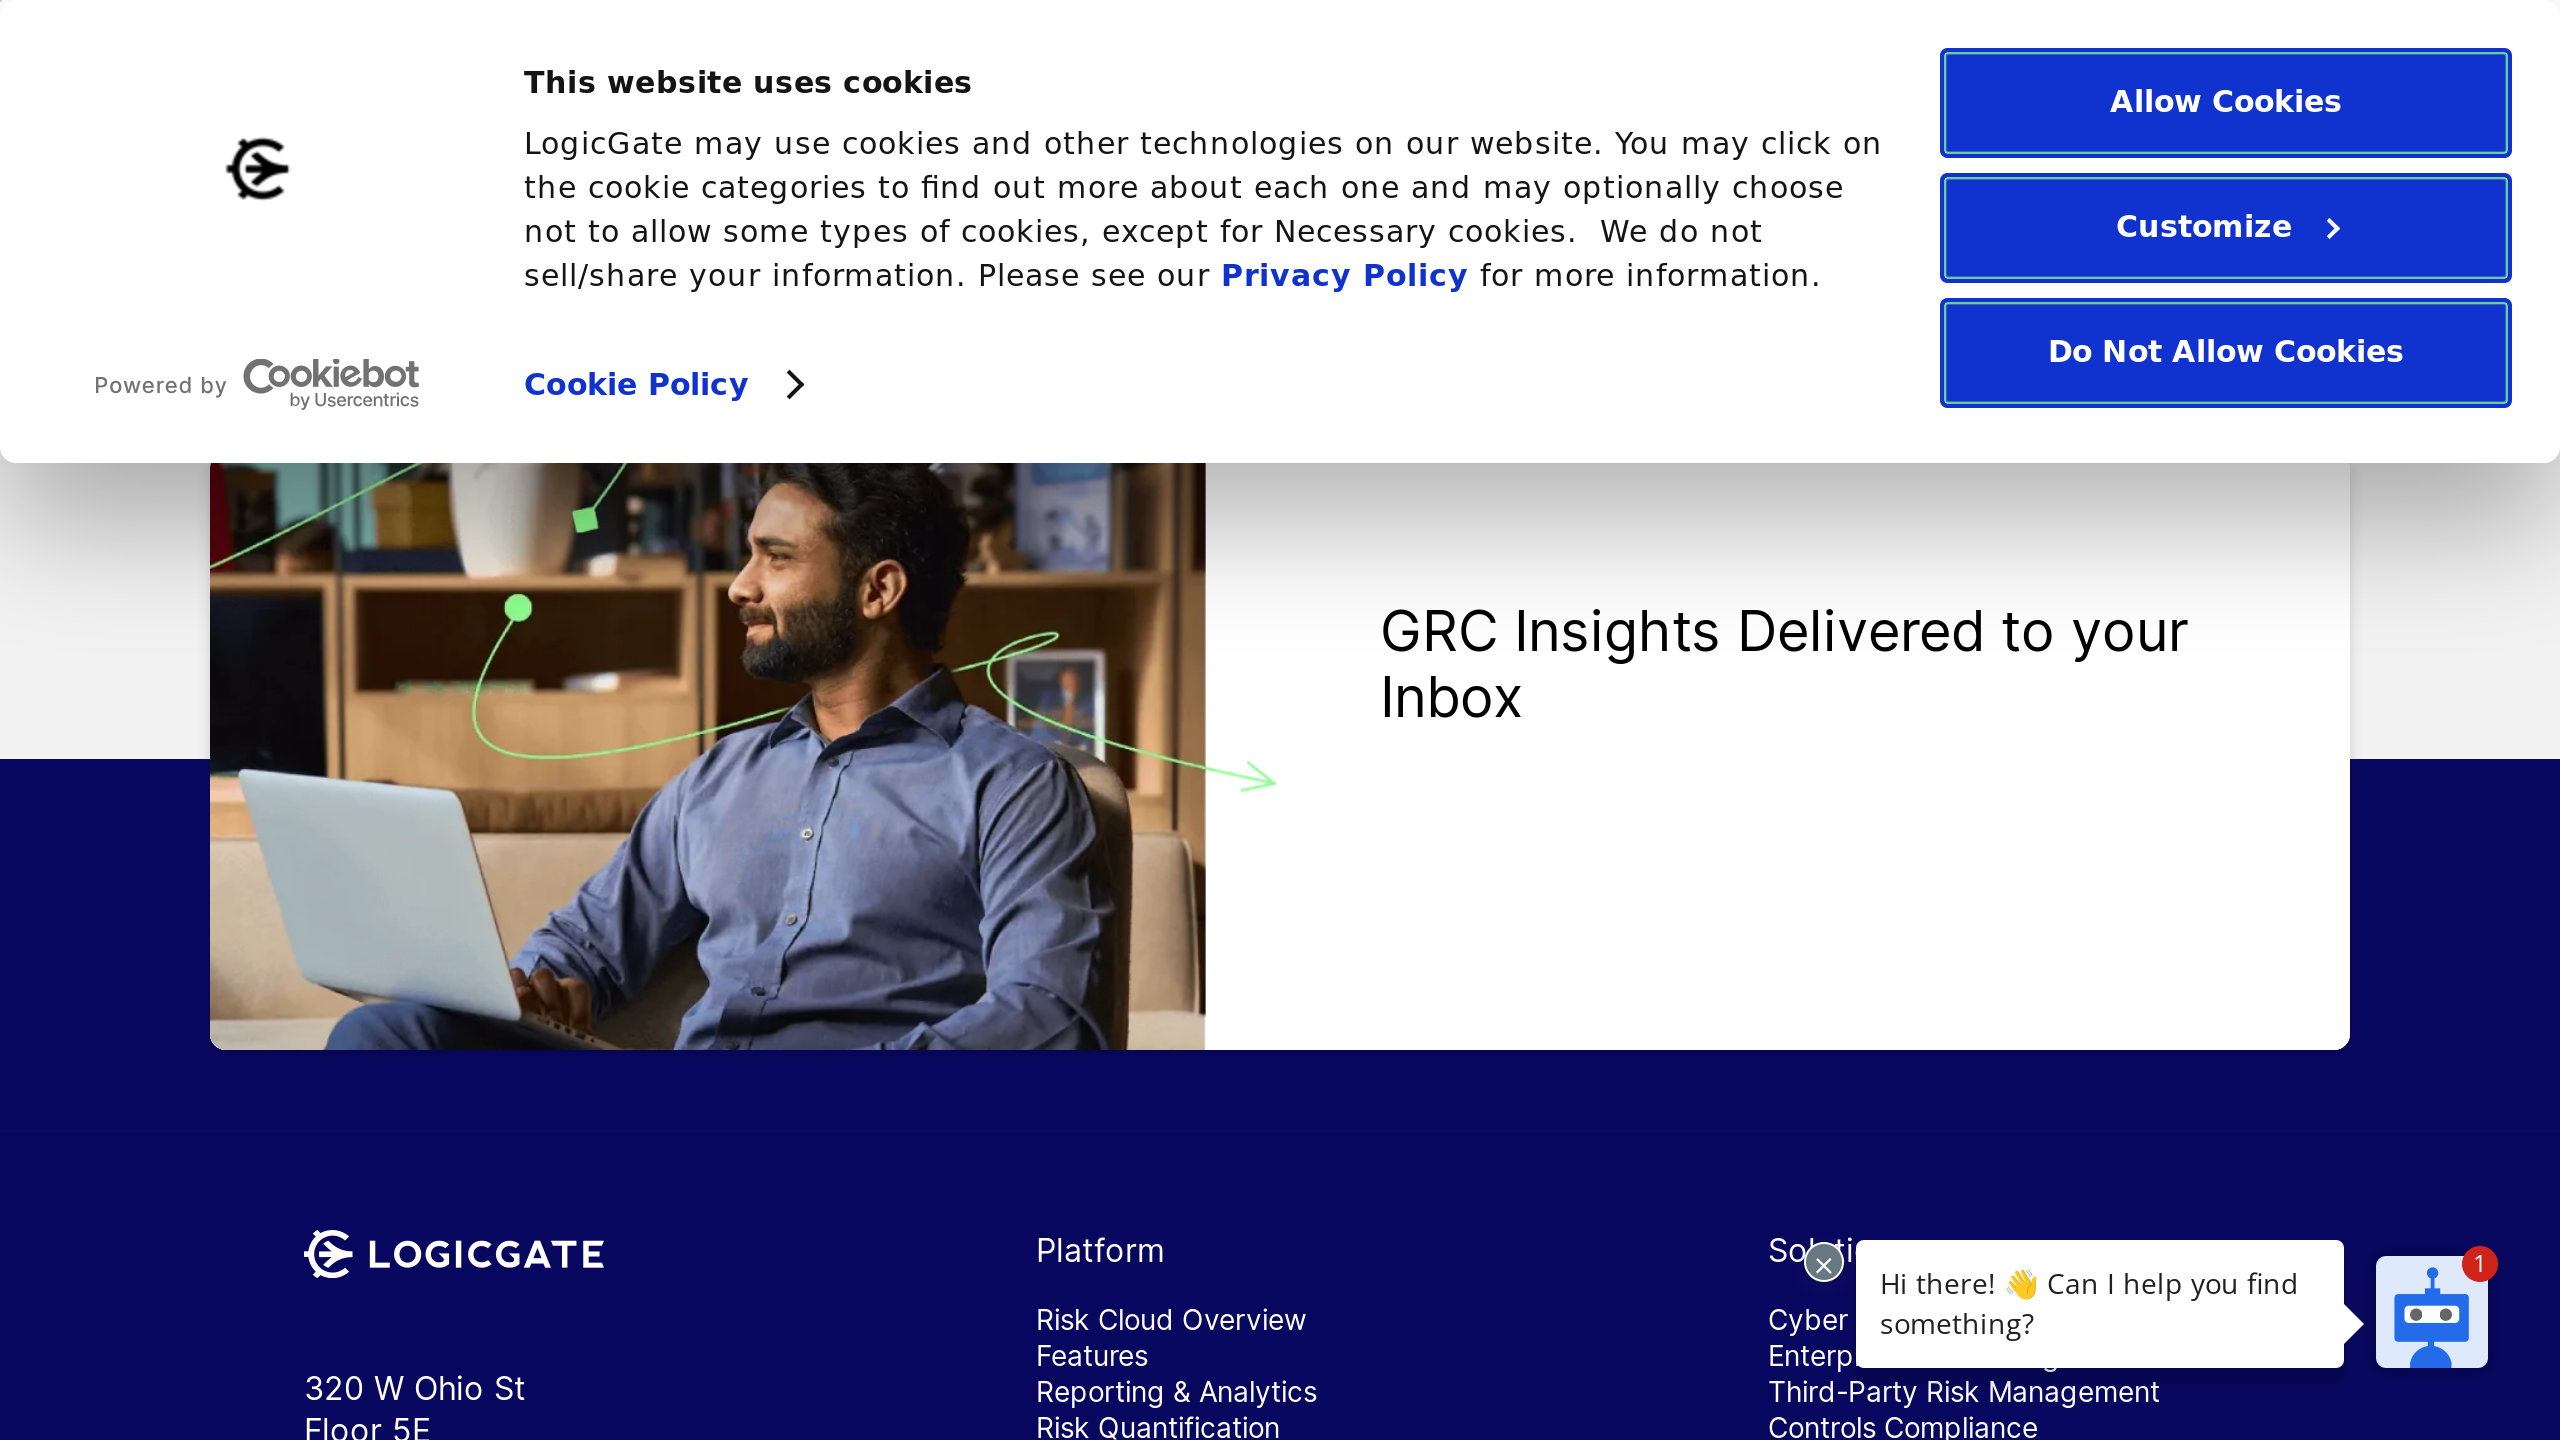 This website uses cookies
LogicGate may use cookies and other technologies on our website. You may click on
the cookie categories to find out more about each one and may optionally choose
not to allow some types of cookies, except for Necessary cookies.  We do not
sell/share your information. Please see our Privacy Policy for more information.
Powered by Cookiebot
by Usercentrics
Cookie Policy
Allow Cookies
Customize
Do Not Allow Cookies
GRC Insights Delivered to your
Inbox
LOGICGATE
320 W Ohio St
Floor 5E
Platform
Risk Cloud Overview
Features
Reporting & Analytics
Risk Quantification
Cyber
Third-Party Risk Management
Controls Compliance
Hi there! 👋 Can I help you find
something?
1